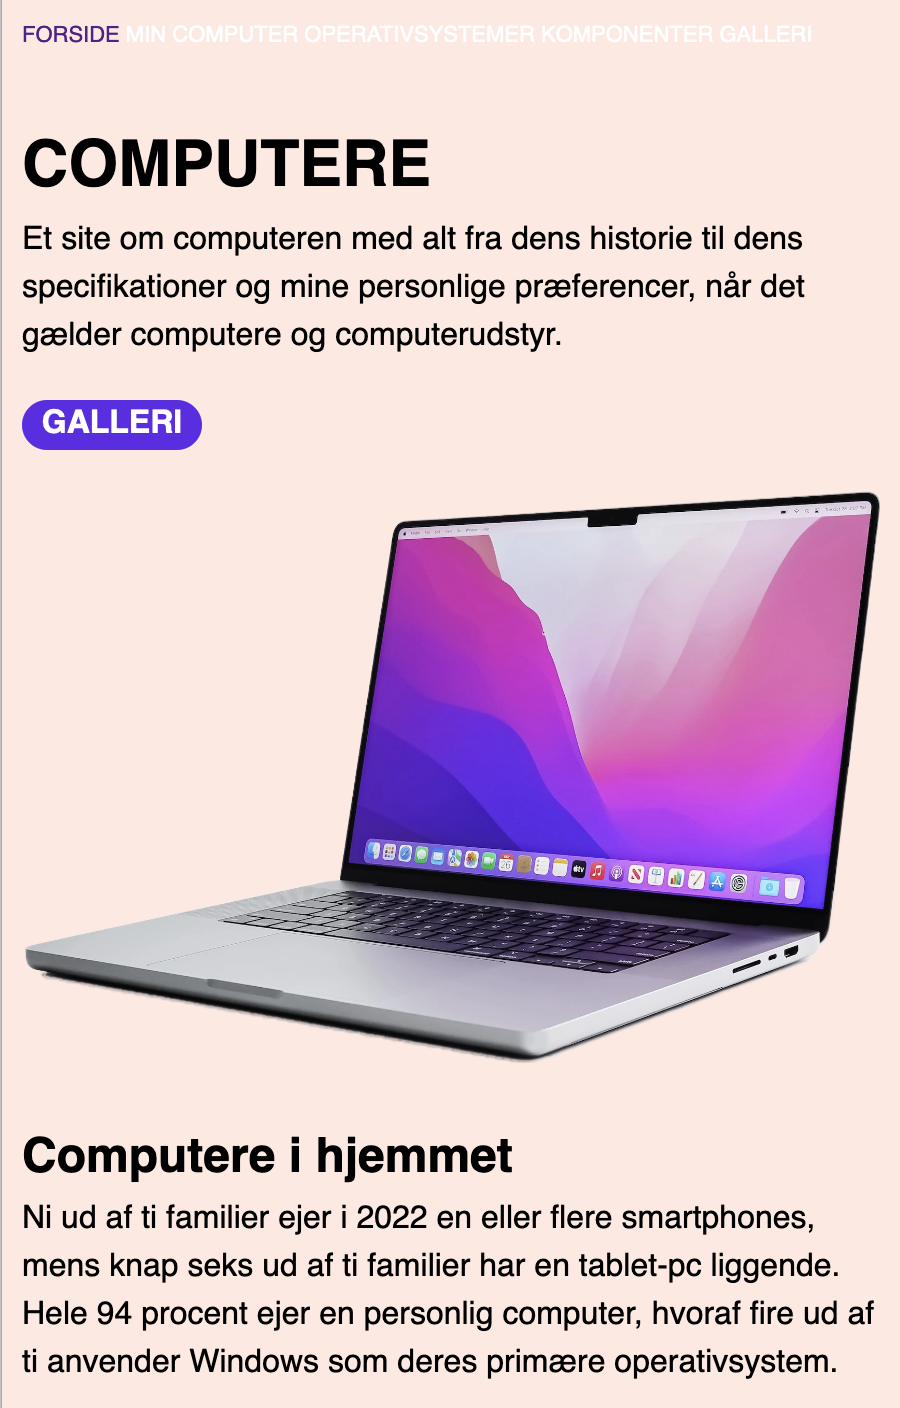 FORSIDE MIN COMPUTER OPERATIVSYSTEMER KOMPONENTER GALLERI
COMPUTERE
Et site om computeren med alt fra dens historie til dens
specifikationer og mine personlige præferencer, når det
gælder computere og computerudstyr.
GALLERI
Computere i hjemmet
Ni ud af ti familier ejer i 2022 en eller flere smartphones,
mens knap seks ud af ti familier har en tablet-pc liggende.
Hele 94 procent ejer en personlig computer, hvoraf fire ud af
ti anvender Windows som deres primære operativsystem.